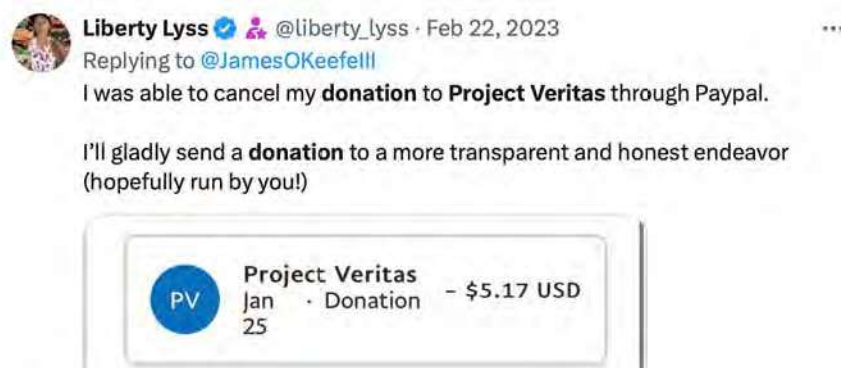 Liberty Lyss @liberty_lyss · Feb 22, 2023
Replying to @JamesOKeefeIII
I was able to cancel my donation to Project Veritas through Paypal.
I'll gladly send a donation to a more transparent and honest endeavor
(hopefully run by you!)
PV
Project Veritas
Jan · Donation - $5.17 USD
25